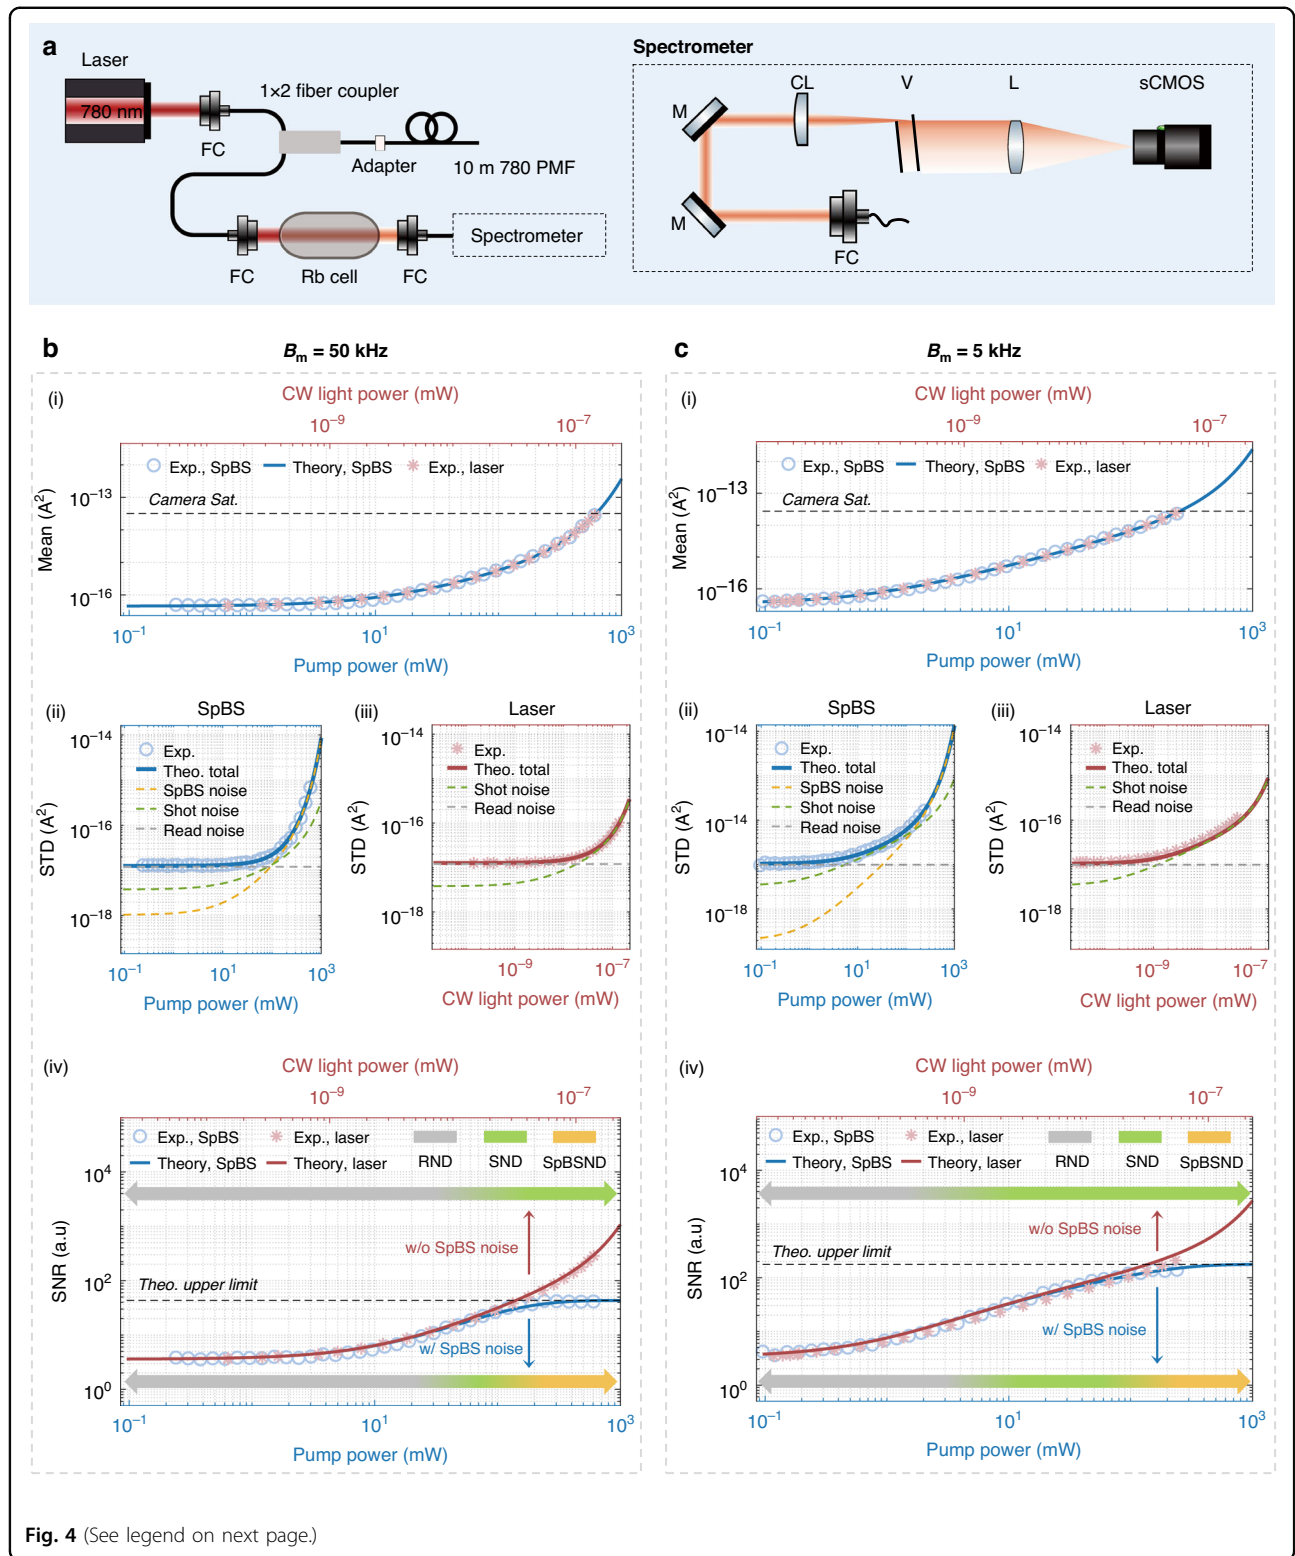 a
Laser
780 nm
FC
1×2 fiber coupler
Adapter
10 m 780 PMF
FC
Rb cell
FC
Spectrometer
Spectrometer
M
CL
V
L
sCMOS
M
FC
b
B_m = 50 kHz
(i)
CW light power (mW)
10⁻⁹
10⁻⁷
Exp., SpBS
Theory, SpBS
Exp., laser
Camera Sat.
Mean (A²)
10⁻¹³
10⁻¹⁶
10⁻¹
10¹
10³
Pump power (mW)
(ii)
SpBS
10⁻¹⁴
10⁻¹⁶
10⁻¹⁸
STD (A²)
Exp.
Theo. total
SpBS noise
Shot noise
Read noise
10⁻¹
10¹
10³
Pump power (mW)
(iii)
Laser
10⁻¹⁴
10⁻¹⁶
10⁻¹⁸
STD (A²)
Exp.
Theo. total
Shot noise
Read noise
10⁻⁹
10⁻⁷
CW light power (mW)
(iv)
CW light power (mW)
10⁻⁹
10⁻⁷
Exp., SpBS
Exp., laser
Theory, SpBS
Theory, laser
RND
SND
SpBSND
10⁴
10²
10⁰
SNR (a.u)
w/o SpBS noise
Theo. upper limit
w/ SpBS noise
10⁻¹
10¹
10³
Pump power (mW)
c
B_m = 5 kHz
(i)
CW light power (mW)
10⁻⁹
10⁻⁷
Exp., SpBS
Theory, SpBS
Exp., laser
Camera Sat.
Mean (A²)
10⁻¹³
10⁻¹⁶
10⁻¹
10¹
10³
Pump power (mW)
(ii)
SpBS
10⁻¹⁴
10⁻¹⁴
10⁻¹⁸
STD (A²)
Exp.
Theo. total
SpBS noise
Shot noise
Read noise
10⁻¹
10¹
10³
Pump power (mW)
(iii)
Laser
10⁻¹⁴
10⁻¹⁶
10⁻¹⁸
STD (A²)
Exp.
Theo. total
Shot noise
Read noise
10⁻⁹
10⁻⁷
CW light power (mW)
(iv)
CW light power (mW)
10⁻⁹
10⁻⁷
Exp., SpBS
Exp., laser
Theory, SpBS
Theory, laser
RND
SND
SpBSND
10⁴
10²
10⁰
SNR (a.u)
w/o SpBS noise
Theo. upper limit
w/ SpBS noise
10⁻¹
10¹
10³
Pump power (mW)
Fig. 4 (See legend on next page.)